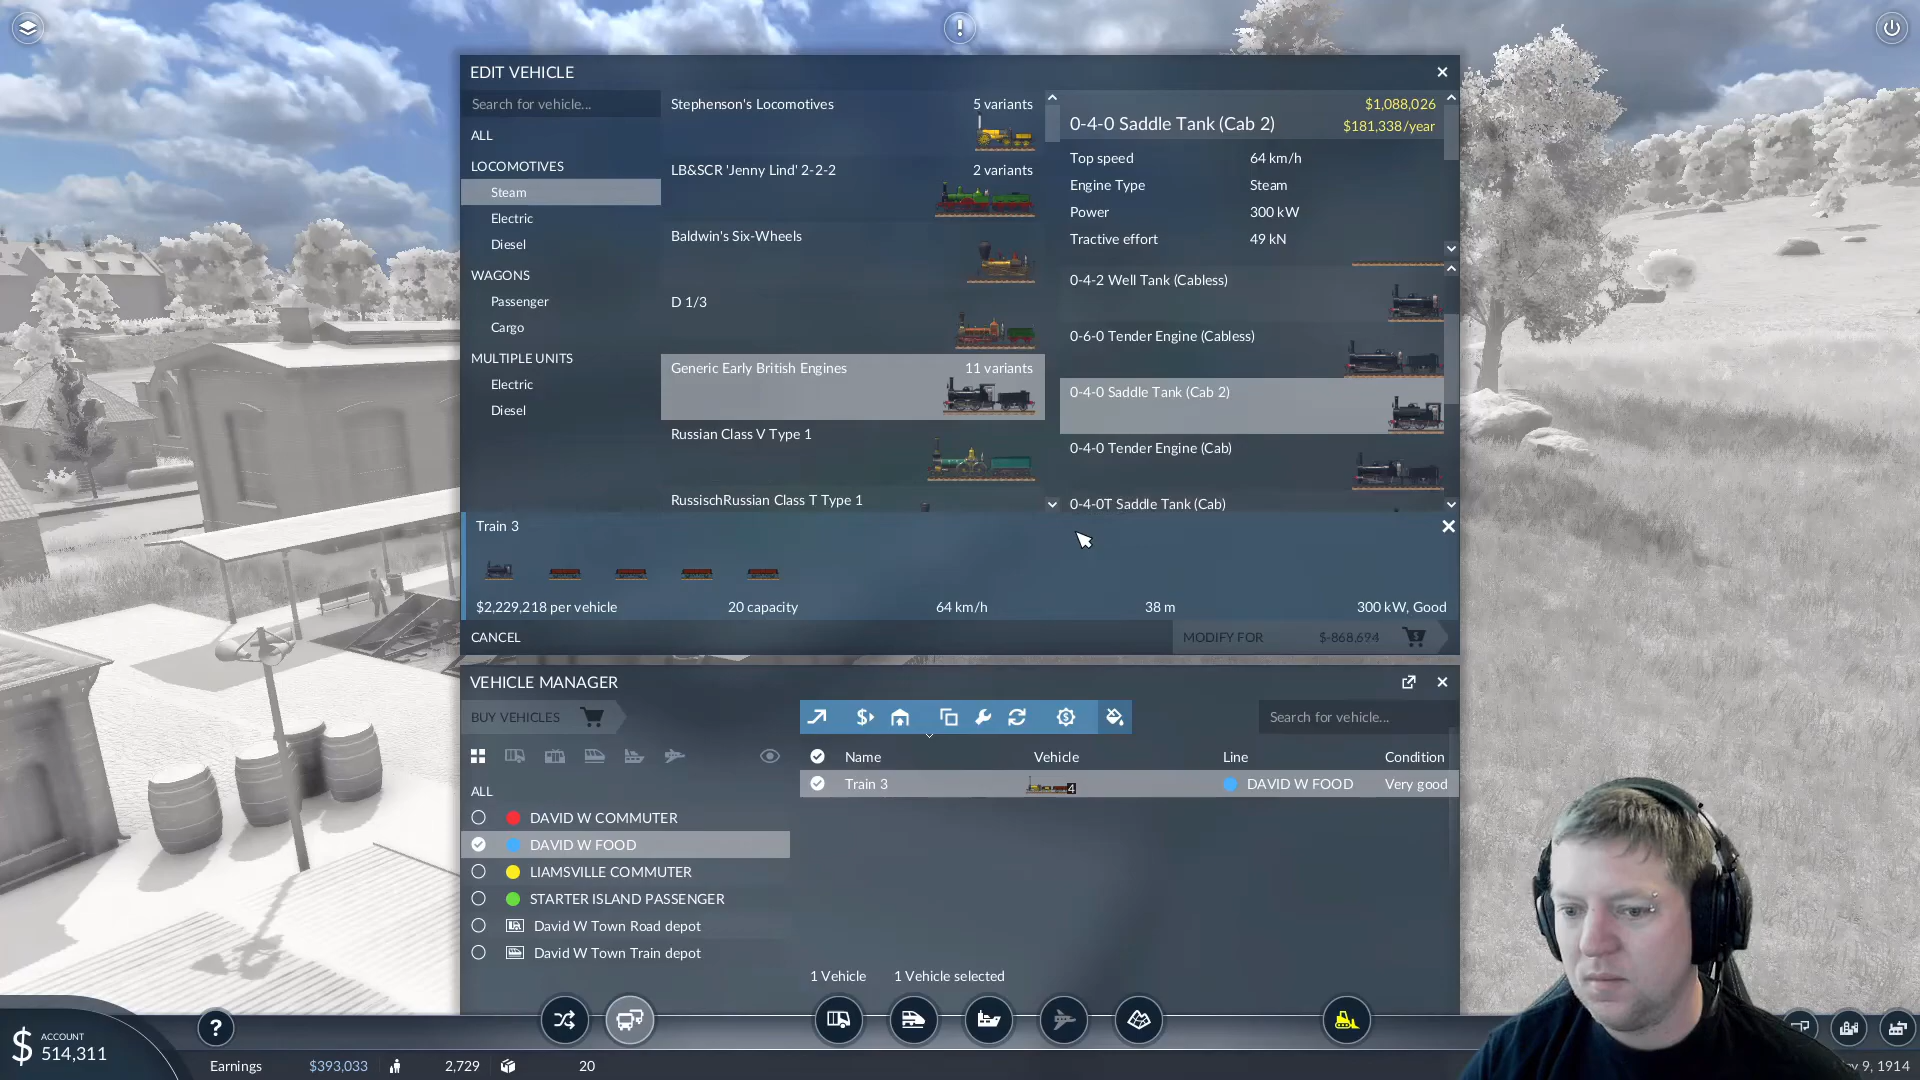 EDIT VEHICLE
Search for vehicle...
ALL
LOCOMOTIVES
Steam
Electric
Diesel
WAGONS
Passenger
Cargo
MULTIPLE UNITS
Electric
Diesel
Stephenson's Locomotives 5 variants
LB&SCR 'Jenny Lind' 2-2-2 2 variants
Baldwin's Six-Wheels
D 1/3
Generic Early British Engines 11 variants
Russian Class V Type 1
RussischRussian Class T Type 1
$1,088,026
0-4-0 Saddle Tank (Cab 2)
$181,338/year
Top speed 64 km/h
Engine Type Steam
Power 300 kW
Tractive effort 49 kN
0-4-2 Well Tank (Cabless)
0-6-0 Tender Engine (Cabless)
0-4-0 Saddle Tank (Cab 2)
0-4-0 Tender Engine (Cab)
0-4-0T Saddle Tank (Cab)
Train 3
$2,229,218 per vehicle 20 capacity 64 km/h 38 m 300 kW, Good
CANCEL
MODIFY FOR $-868,694
VEHICLE MANAGER
BUY VEHICLES
Search for vehicle...
ALL
DAVID W COMMUTER
DAVID W FOOD
LIAMSVILLE COMMUTER
STARTER ISLAND PASSENGER
David W Town Road depot
David W Town Train depot
Name Vehicle Line Condition
Train 3 4 DAVID W FOOD Very good
1 Vehicle 1 Vehicle selected
?
$ ACCOUNT
514,311
Earnings $393,033 2,729 20
9, 1914